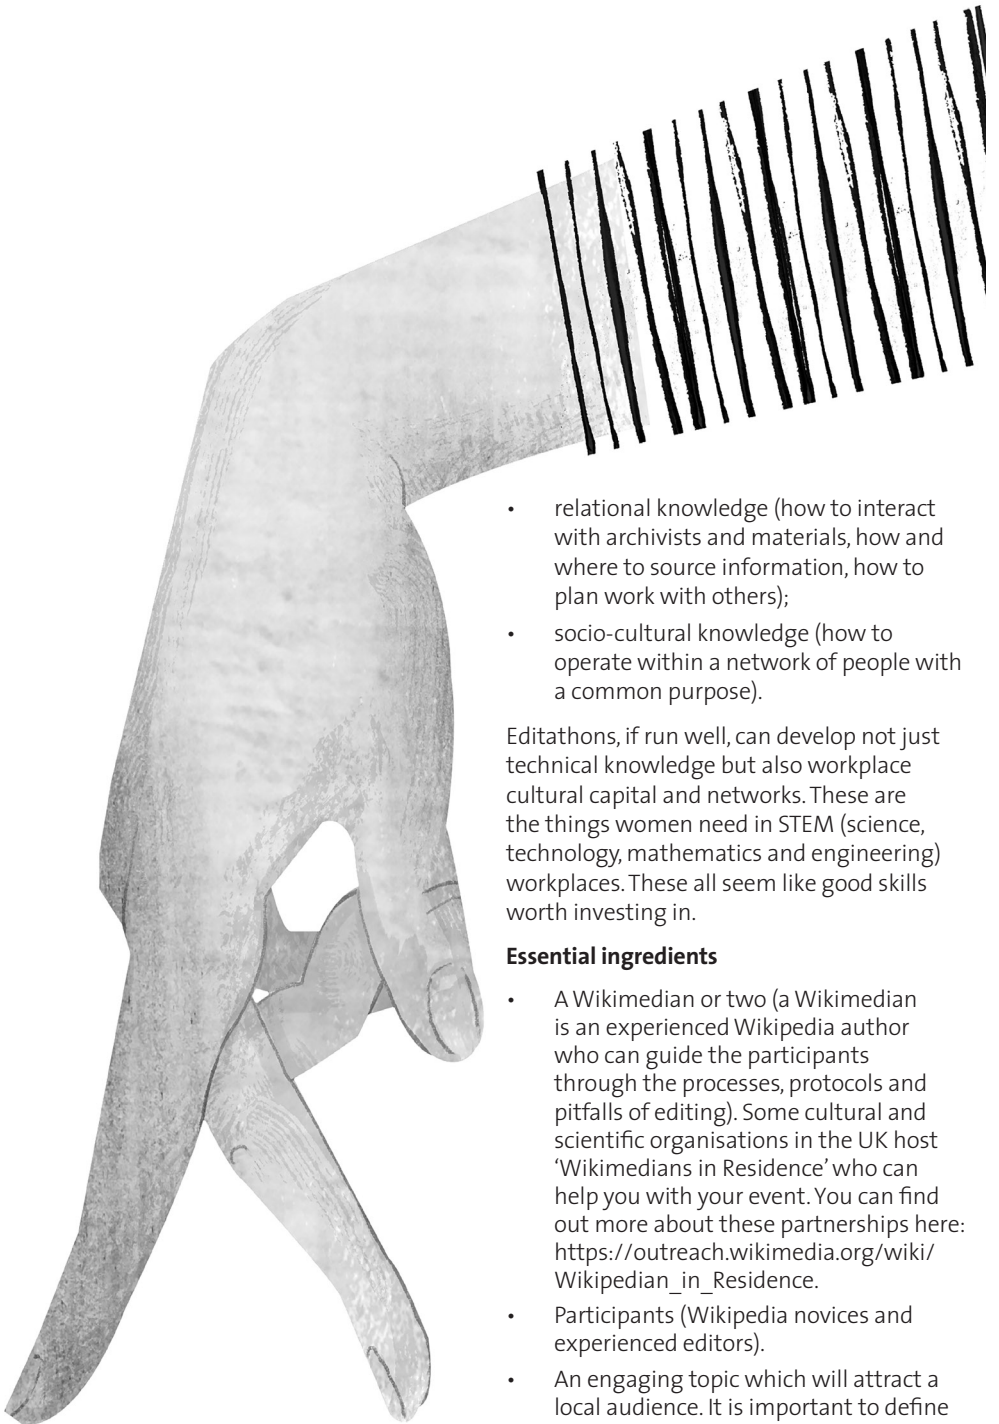 • relational knowledge (how to interact
with archivists and materials, how and
where to source information, how to
plan work with others);
• socio-cultural knowledge (how to
operate within a network of people with
a common purpose).
Editathons, if run well, can develop not just
technical knowledge but also workplace
cultural capital and networks. These are
the things women need in STEM (science,
technology, mathematics and engineering)
workplaces. These all seem like good skills
worth investing in.
Essential ingredients
• A Wikimedian or two (a Wikimedian
is an experienced Wikipedia author
who can guide the participants
through the processes, protocols and
pitfalls of editing). Some cultural and
scientific organisations in the UK host
‘Wikimedians in Residence’ who can
help you with your event. You can find
out more about these partnerships here:
https://outreach.wikimedia.org/wiki/
Wikipedian_in_Residence.
• Participants (Wikipedia novices and
experienced editors).
• An engaging topic which will attract a
local audience. It is important to define